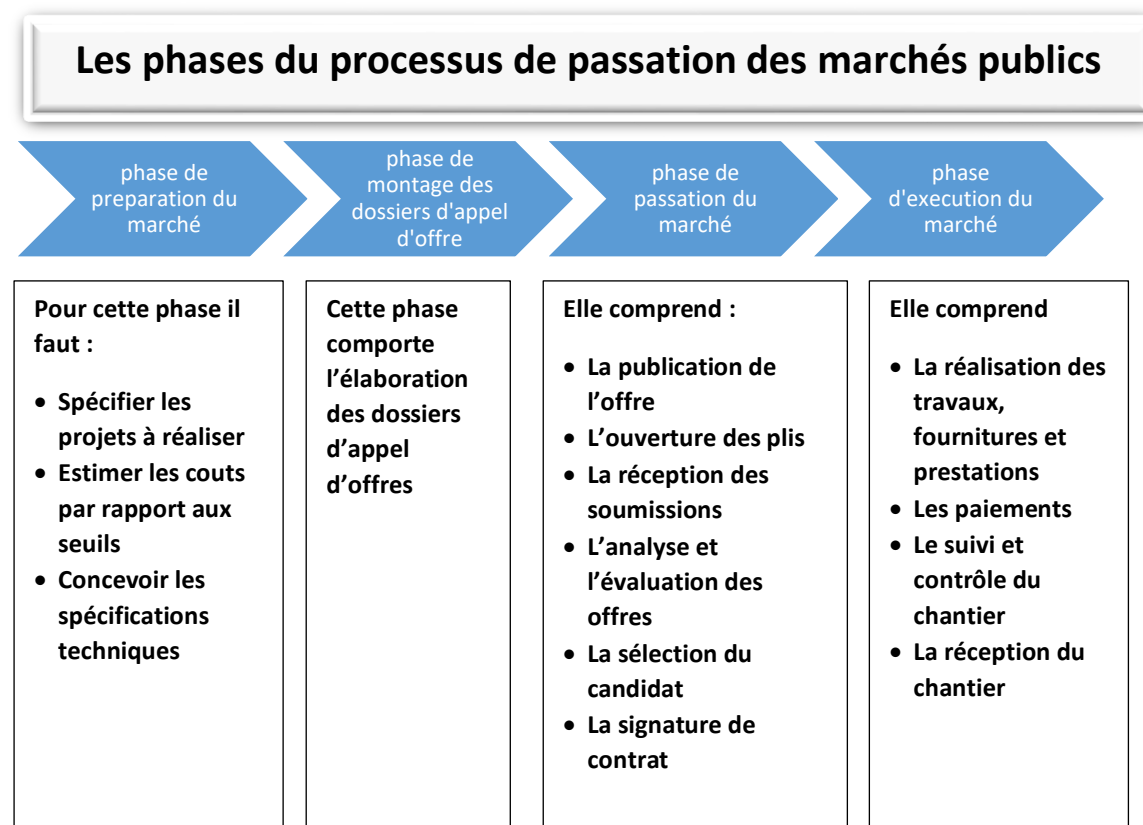 Les phases du processus de passation des marchés publics
phase de
preparation du
marché
phase de
montage des
dossiers d'appel
d'offre
phase de
passation du
marché
phase
d'execution du
marché
Pour cette phase il
faut :
• Spécifier les
projets à réaliser
• Estimer les couts
par rapport aux
seuils
• Concevoir les
spécifications
techniques
Cette phase
comporte
l’élaboration
des dossiers
d’appel
d’offres
Elle comprend :
• La publication de
l’offre
• L’ouverture des plis
• La réception des
soumissions
• L’analyse et
l’évaluation des
offres
• La sélection du
candidat
• La signature de
contrat
Elle comprend
• La réalisation des
travaux,
fournitures et
prestations
• Les paiements
• Le suivi et
contrôle du
chantier
• La réception du
chantier